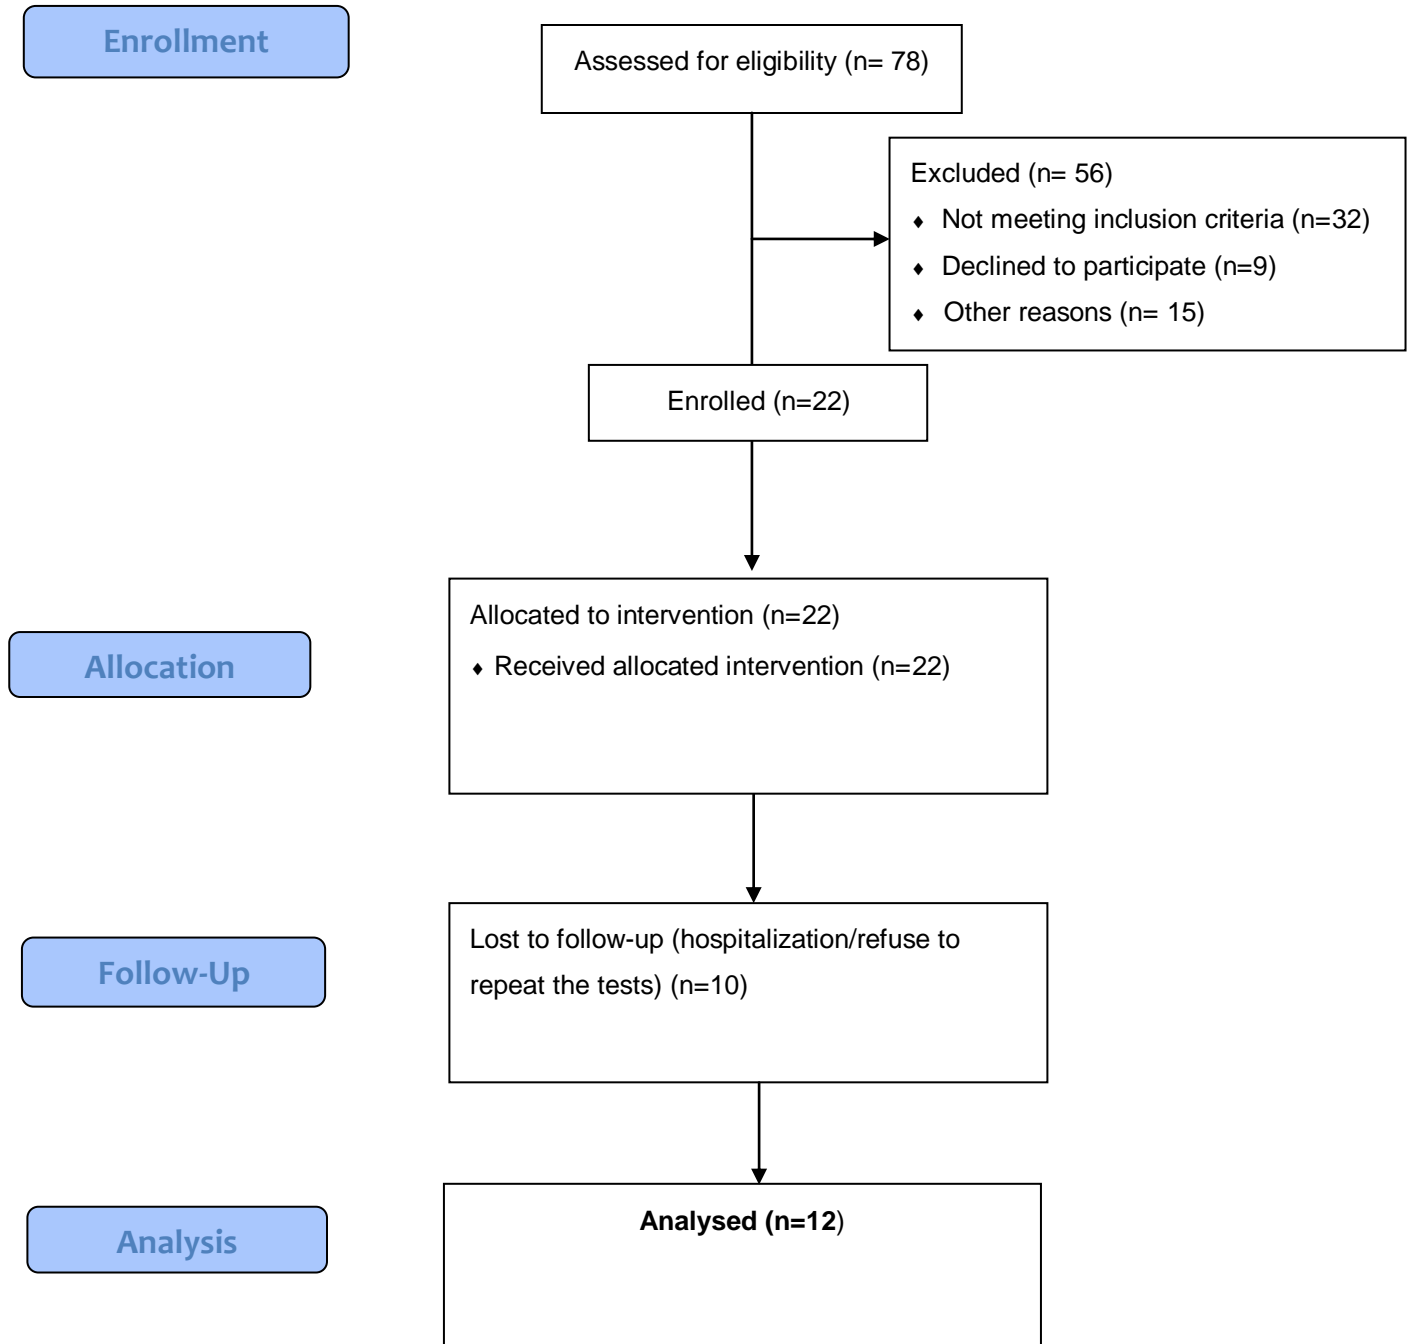 Enrollment
Assessed for eligibility (n= 78)
Excluded (n= 56)
♦ Not meeting inclusion criteria (n=32)
♦ Declined to participate (n=9)
♦ Other reasons (n= 15)
Enrolled (n=22)
Allocated to intervention (n=22)
♦ Received allocated intervention (n=22)
Allocation
Lost to follow-up (hospitalization/refuse to
repeat the tests) (n=10)
Follow-Up
Analysed (n=12)
Analysis